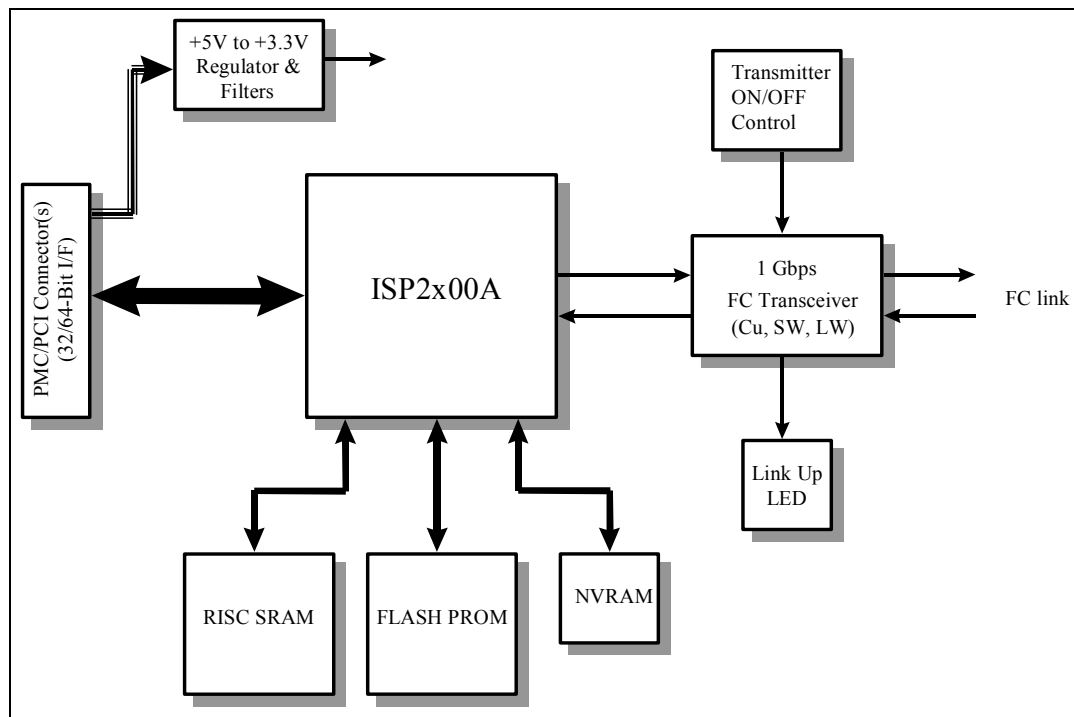 +5V to +3.3V
Regulator &
Filters
Transmitter
ON/OFF
Control
PMC/PCI Connector(s)
(32/64-Bit I/F)
ISP2x00A
1 Gbps
FC Transceiver
(Cu, SW, LW)
FC link
Link Up
LED
RISC SRAM
FLASH PROM
NVRAM